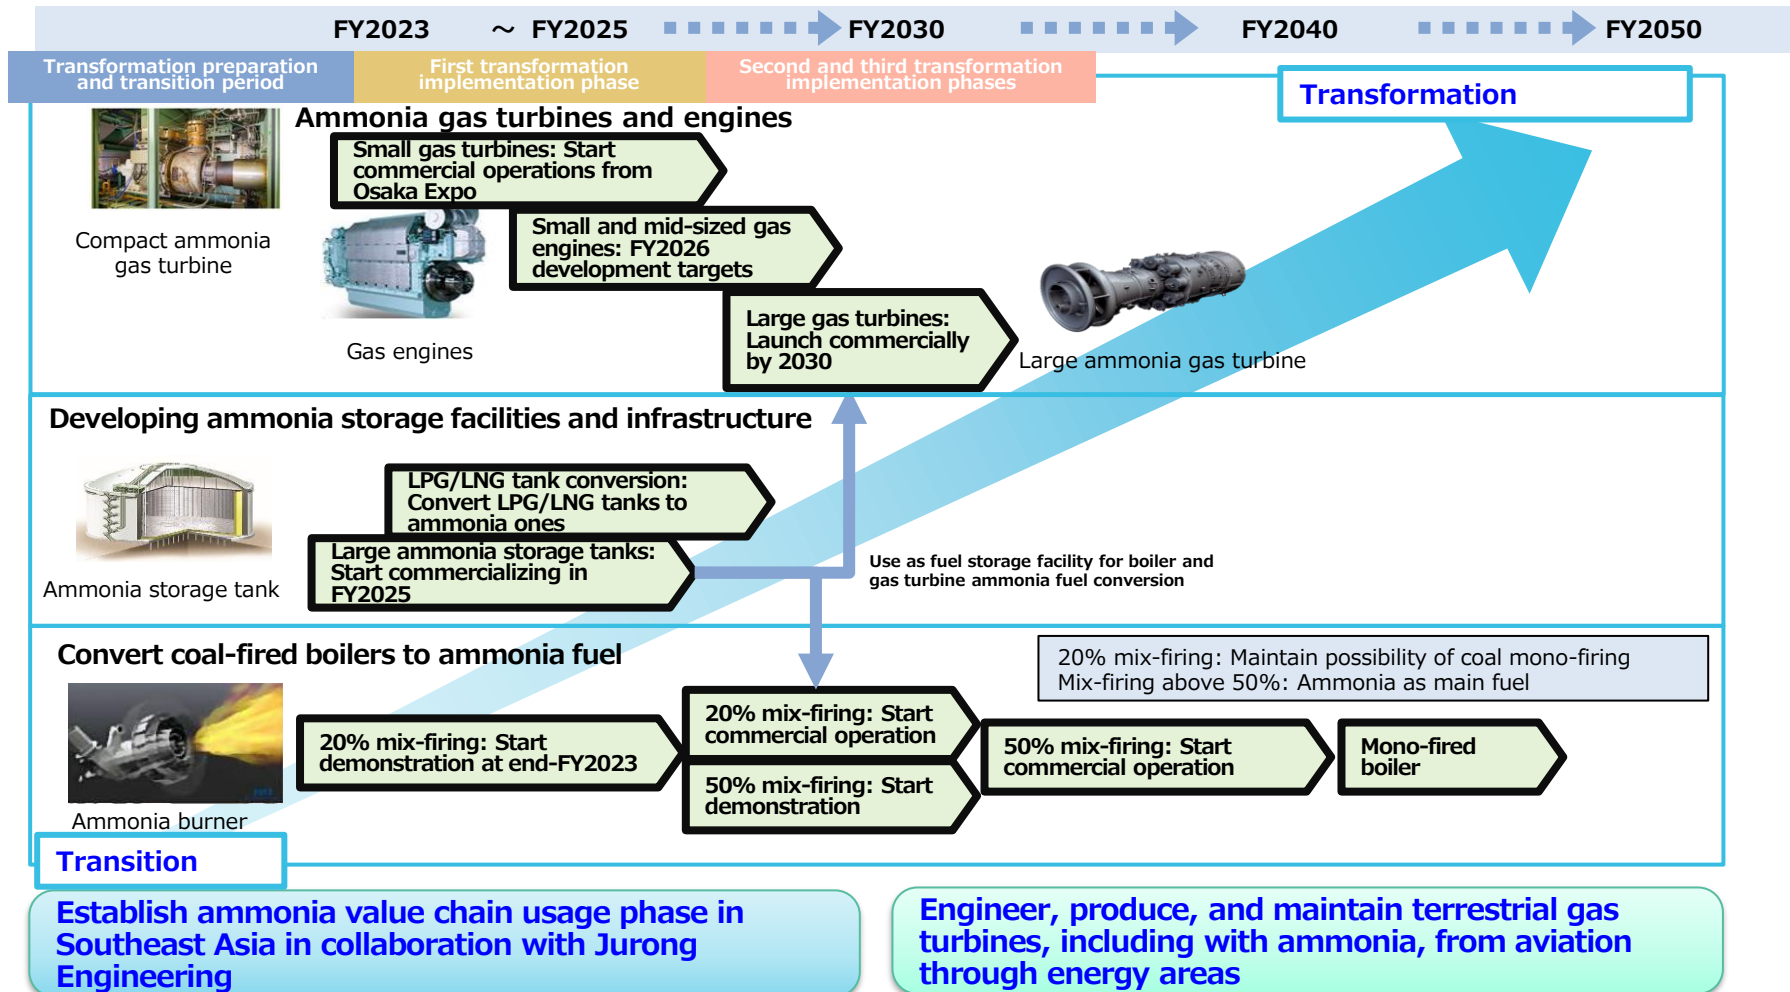 FY2023 ～ FY2025 FY2030 FY2040 FY2050
Transformation preparation
and transition period
First transformation
implementation phase
Second and third transformation
implementation phases
Transformation
Ammonia gas turbines and engines
Small gas turbines: Start
commercial operations from
Osaka Expo
Compact ammonia
gas turbine
Small and mid-sized gas
engines: FY2026
development targets
Gas engines
Large gas turbines:
Launch commercially
by 2030
Large ammonia gas turbine
Developing ammonia storage facilities and infrastructure
LPG/LNG tank conversion:
Convert LPG/LNG tanks to
ammonia ones
Ammonia storage tank
Large ammonia storage tanks:
Start commercializing in
FY2025
Use as fuel storage facility for boiler and
gas turbine ammonia fuel conversion
Convert coal-fired boilers to ammonia fuel
20% mix-firing: Maintain possibility of coal mono-firing
Mix-firing above 50%: Ammonia as main fuel
Ammonia burner
20% mix-firing: Start
demonstration at end-FY2023
20% mix-firing: Start
commercial operation
50% mix-firing: Start
demonstration
50% mix-firing: Start
commercial operation
Mono-fired
boiler
Transition
Establish ammonia value chain usage phase in
Southeast Asia in collaboration with Jurong
Engineering
Engineer, produce, and maintain terrestrial gas
turbines, including with ammonia, from aviation
through energy areas